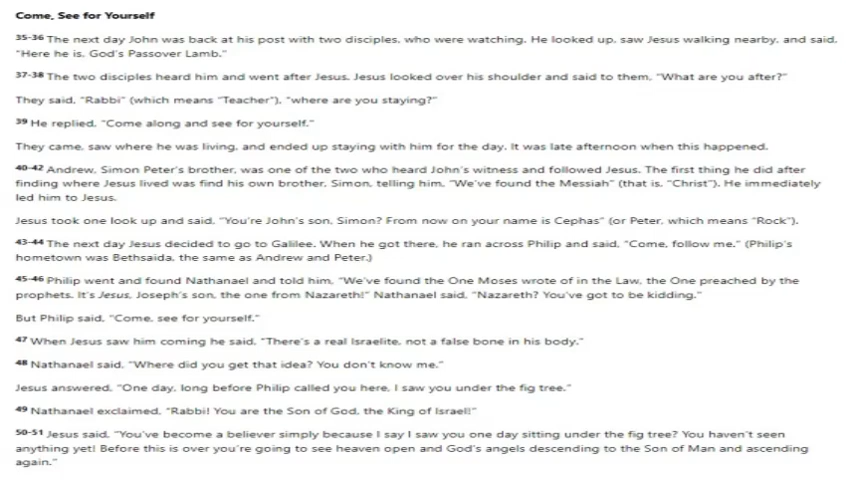 Come, See for Yourself
35-36 The next day John was back at his post with two disciples, who were watching. He looked up, saw Jesus walking nearby, and said,
"Here he is, God's Passover Lamb."
37-38 The two disciples heard him and went after Jesus. Jesus looked over his shoulder and said to them, "What are you after?"
They said, "Rabbi" (which means "Teacher"), "where are you staying?"
39 He replied, "Come along and see for yourself."
They came, saw where he was living, and ended up staying with him for the day. It was late afternoon when this happened.
40-42 Andrew, Simon Peter's brother, was one of the two who heard John's witness and followed Jesus. The first thing he did after
finding where Jesus lived was find his own brother, Simon, telling him, "We've found the Messiah" (that is, "Christ"). He immediately
led him to Jesus.
Jesus took one look up and said, "You're John's son, Simon? From now on your name is Cephas" (or Peter, which means "Rock").
43-44 The next day Jesus decided to go to Galilee. When he got there, he ran across Philip and said, "Come, follow me." (Philip's
hometown was Bethsaida, the same as Andrew and Peter.)
45-46 Philip went and found Nathanael and told him, "We've found the One Moses wrote of in the Law, the One preached by the
prophets. It's Jesus, Joseph's son, the one from Nazareth!" Nathanael said, "Nazareth? You've got to be kidding."
But Philip said, "Come, see for yourself."
47 When Jesus saw him coming he said, "There's a real Israelite, not a false bone in his body."
48 Nathanael said, "Where did you get that idea? You don't know me."
Jesus answered, "One day, long before Philip called you here, I saw you under the fig tree."
49 Nathanael exclaimed, "Rabbi! You are the Son of God, the King of Israel!"
50-51 Jesus said, "You've become a believer simply because I say I saw you one day sitting under the fig tree? You haven't seen
anything yet! Before this is over you're going to see heaven open and God's angels descending to the Son of Man and ascending
again."